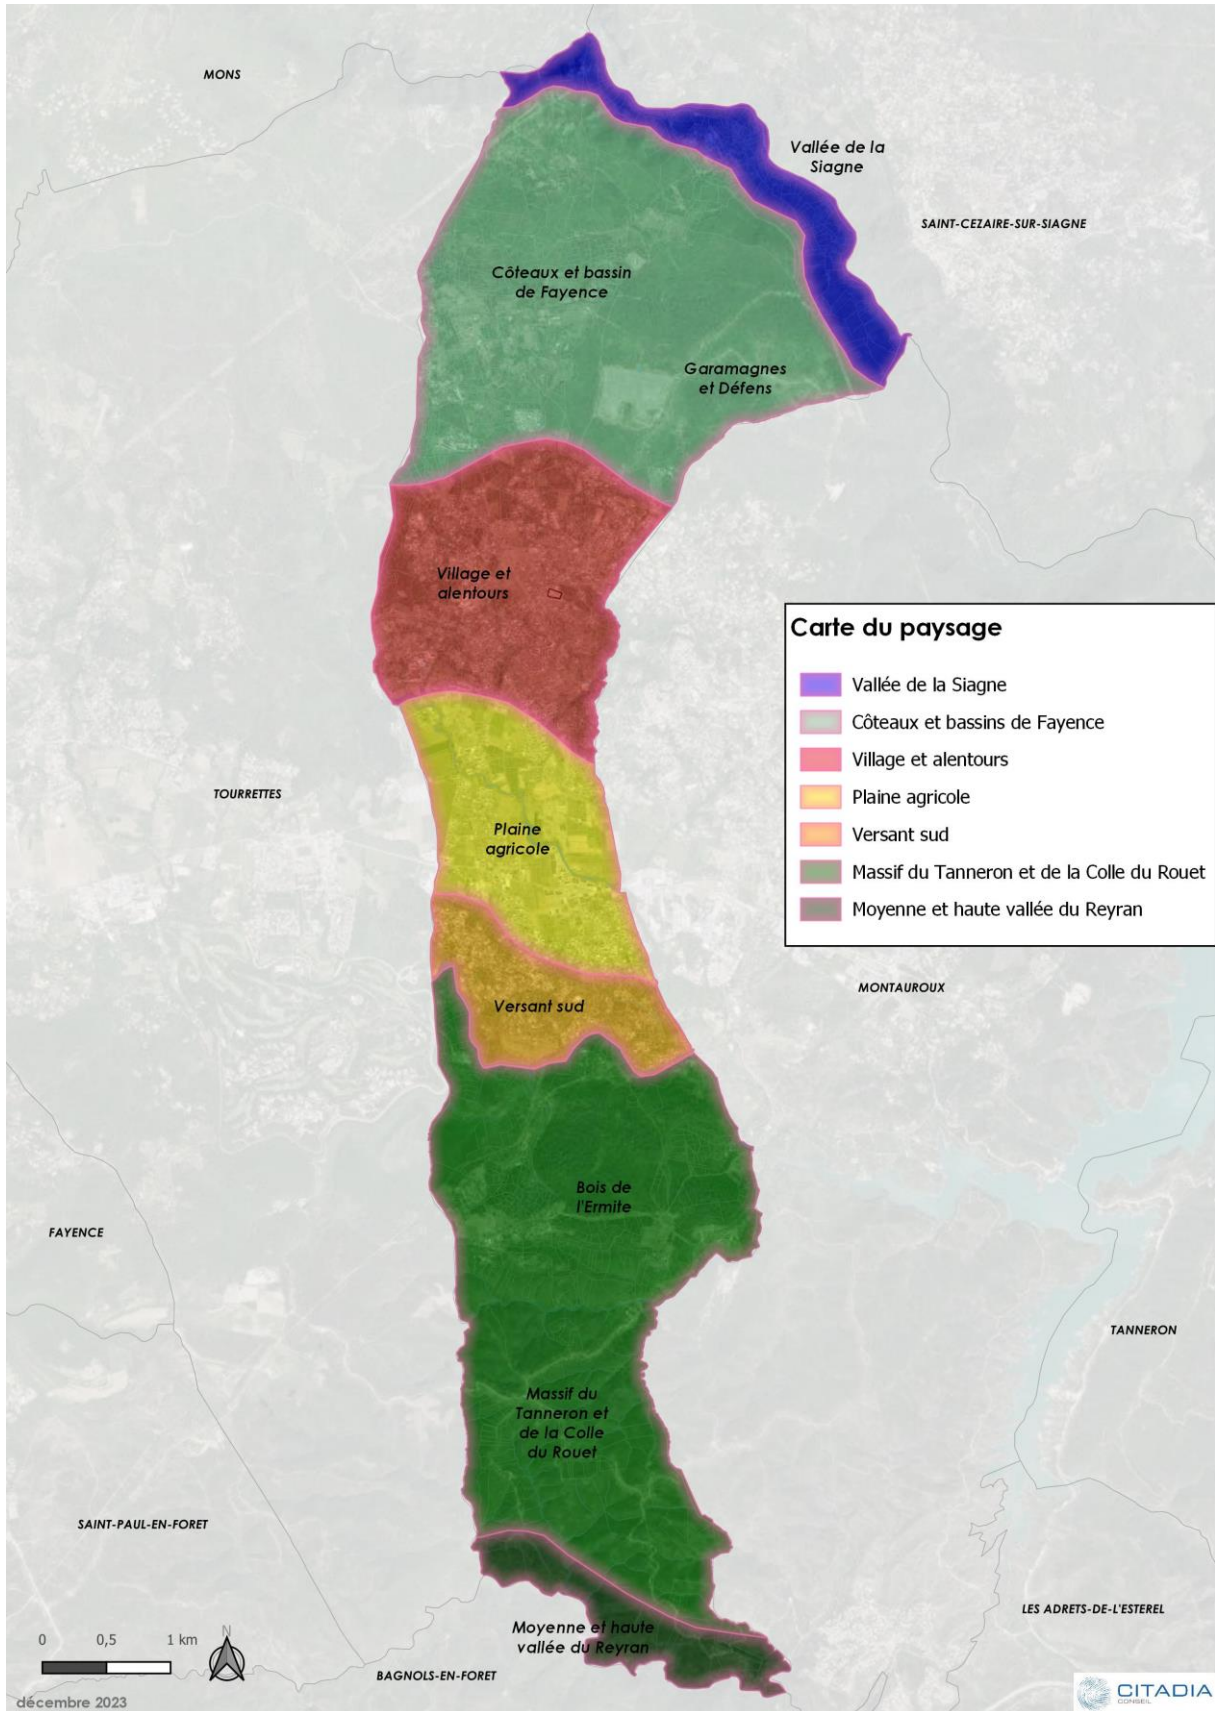 MONS
Vallée de la
Siagne
SAINT-CEZAIRE-SUR-SIAGNE
Côteaux et bassin
de Fayence
Garamagnes
et Défens
Village et
alentours
Carte du paysage
Vallée de la Siagne
Côteaux et bassins de Fayence
Village et alentours
Plaine agricole
Versant sud
Massif du Tanneron et de la Colle du Rouet
Moyenne et haute vallée du Reyran
TOURRETTES
Plaine
agricole
MONTAUROUX
Versant sud
Bois de
l'Ermite
FAYENCE
TANNERON
Massif du
Tanneron et
de la Colle
du Rouet
SAINT-PAUL-EN-FORET
LES ADRETS-DE-L'ESTEREL
Moyenne et haute
vallée du Reyran
0 0,5 1 km
N
BAGNOLS-EN-FORET
décembre 2023
CITADIA
CONSEIL